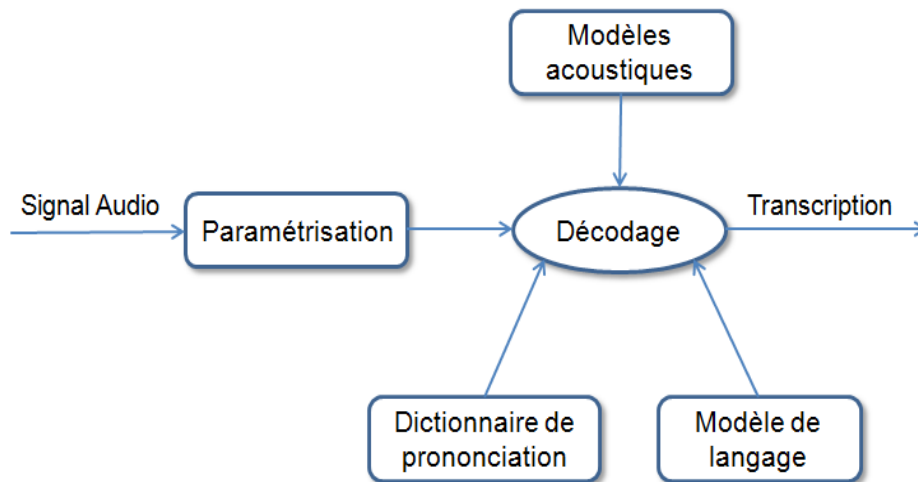 Modèles
acoustiques
Signal Audio
Paramétrisation
Décodage
Transcription
Dictionnaire de
prononciation
Modèle de
langage